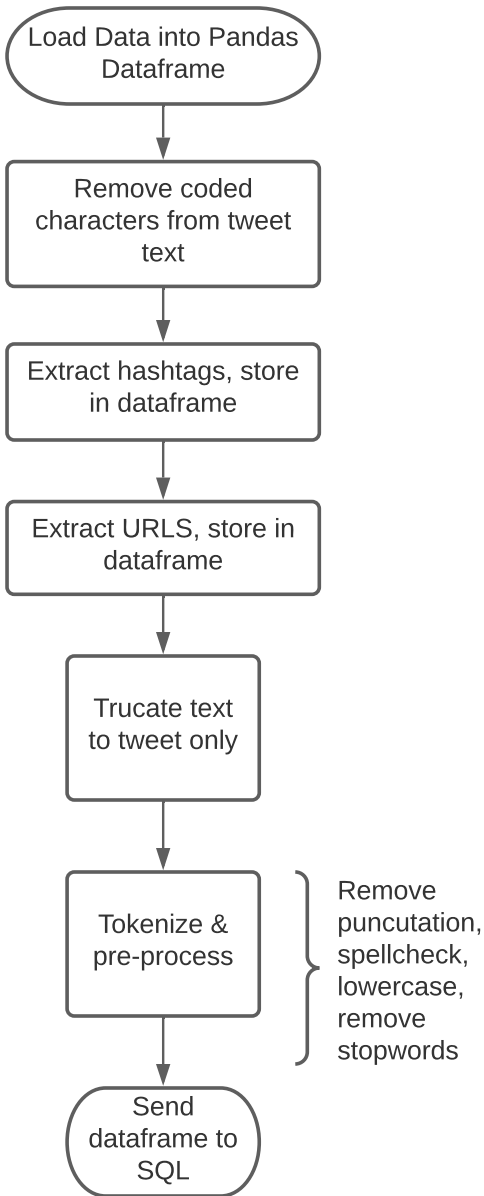 Load Data into Pandas
Dataframe
Remove coded
characters from tweet
text
Extract hashtags, store
in dataframe
Extract URLS, store in
dataframe
Trucate text
to tweet only
Tokenize &
pre-process
Remove
puncutation,
spellcheck,
lowercase,
remove
stopwords
Send
dataframe to
SQL